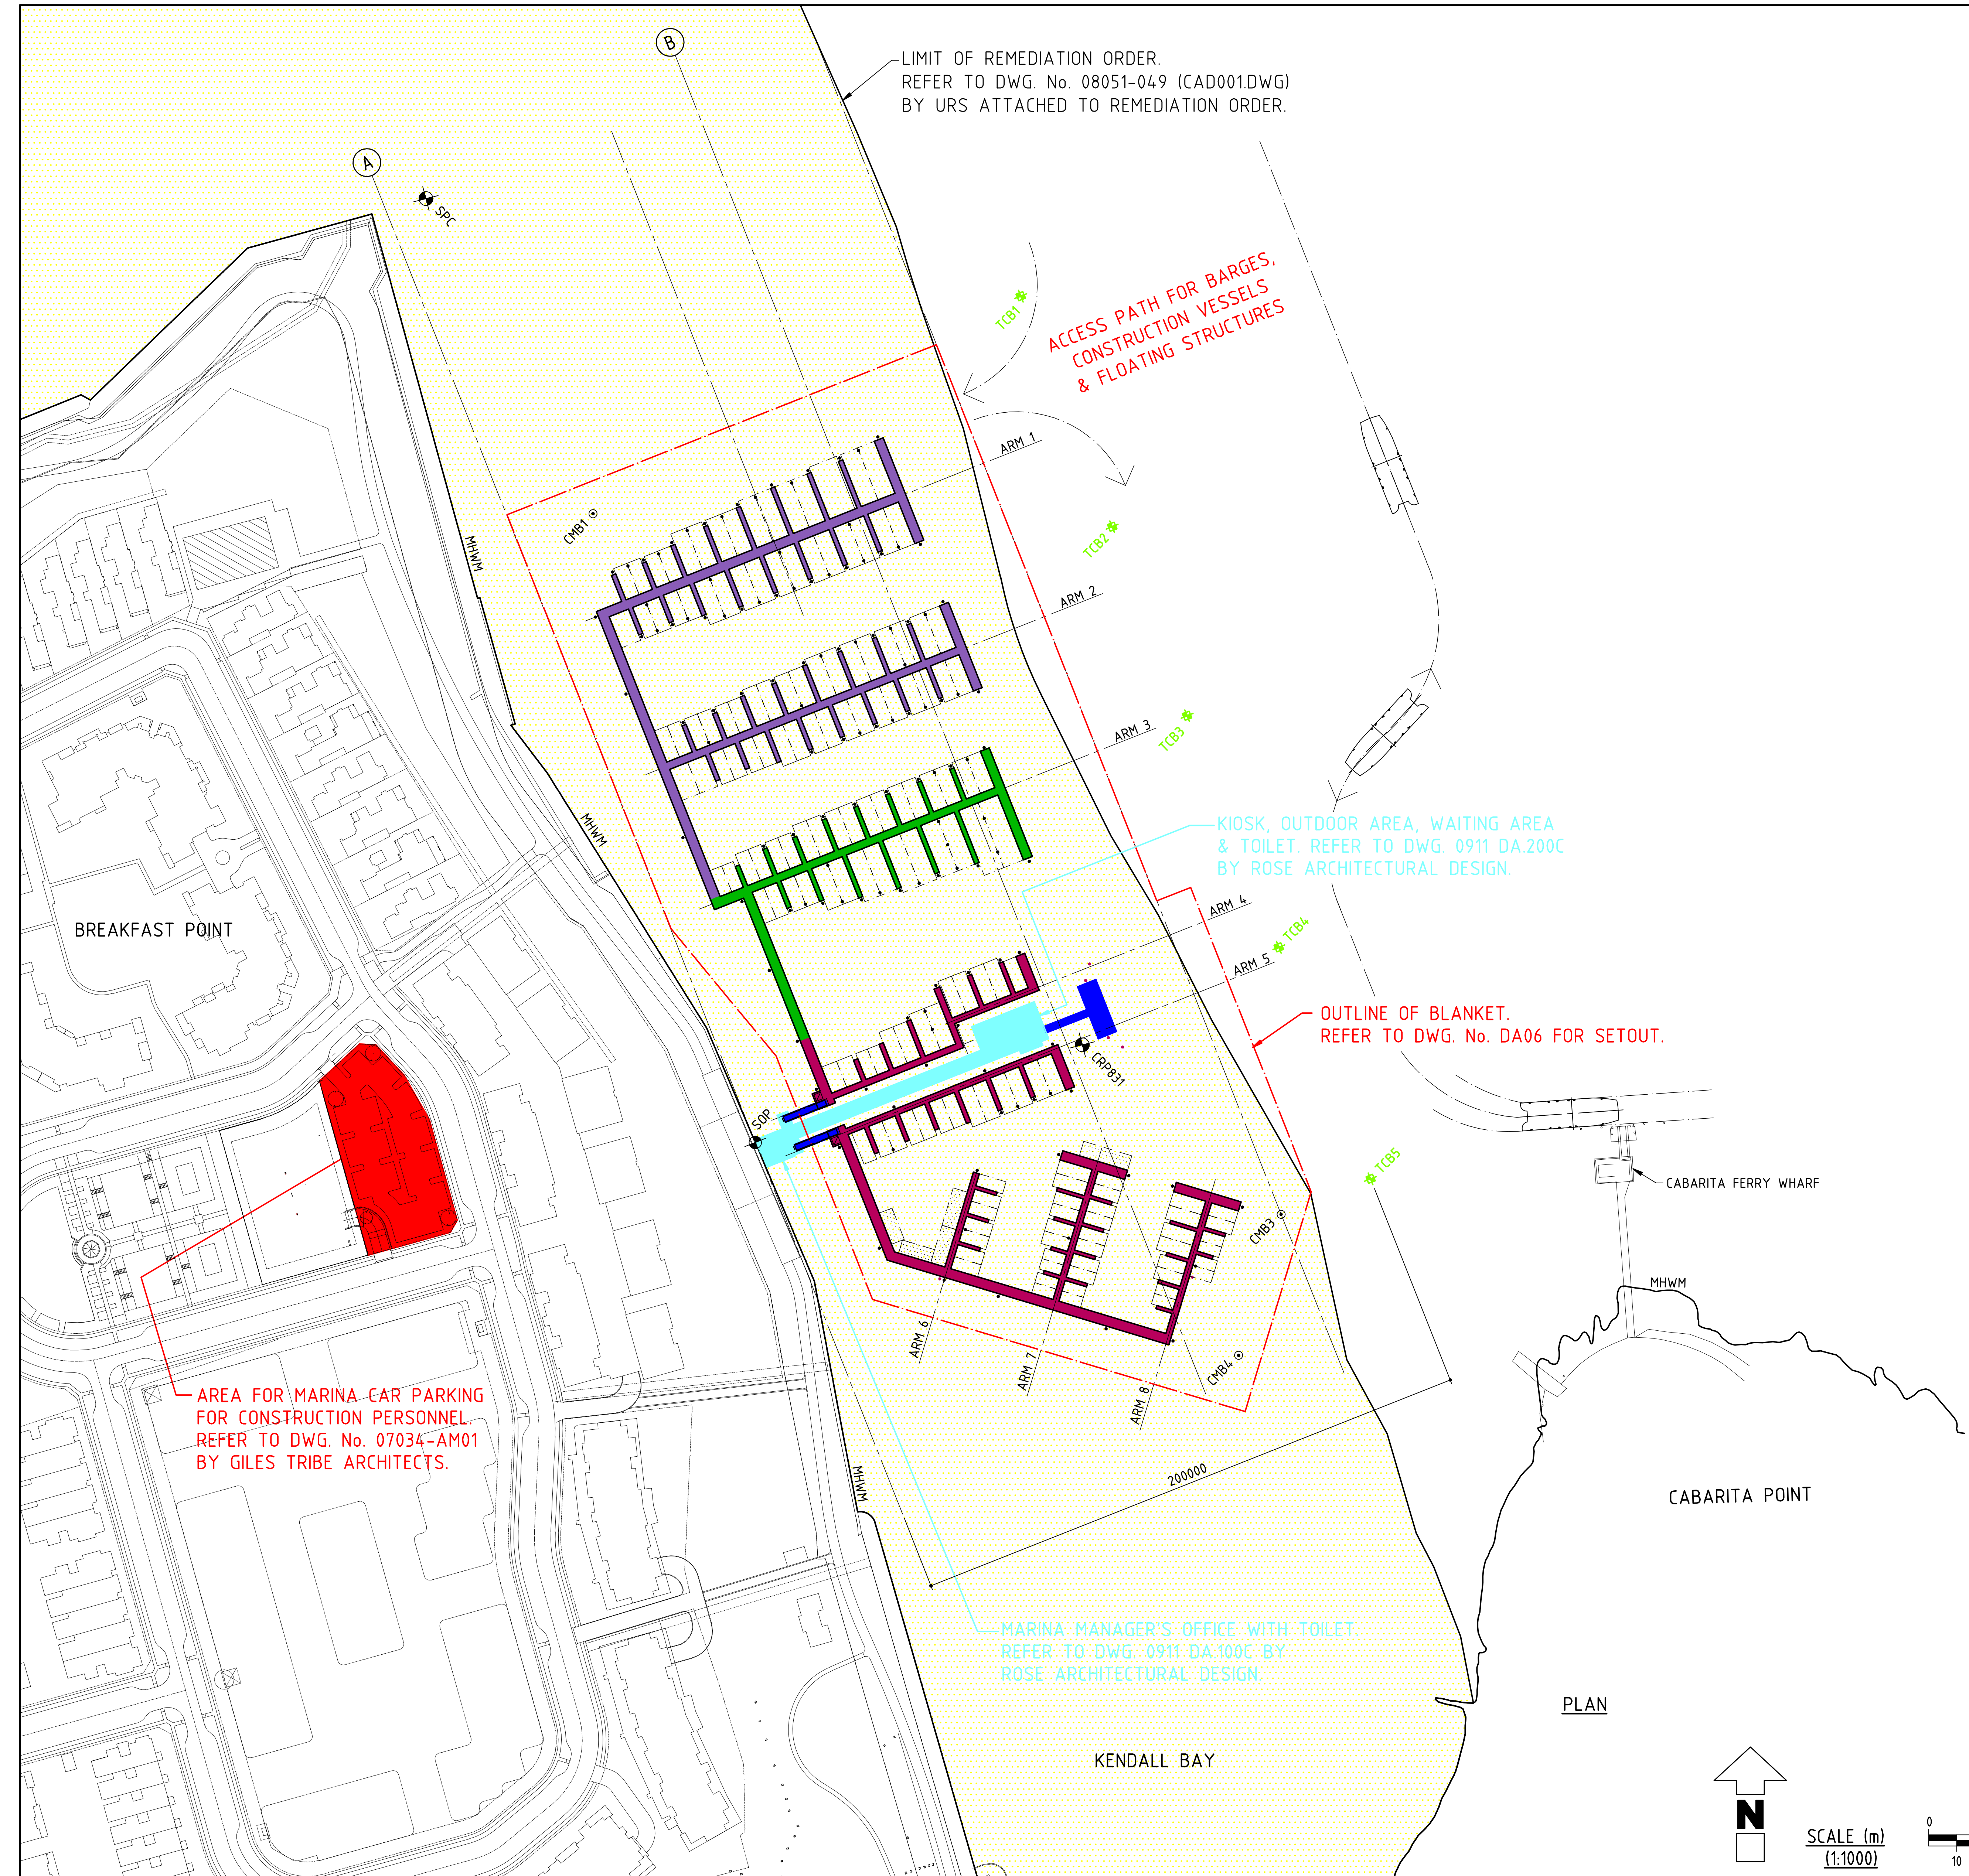 B
LIMIT OF REMEDIATION ORDER.
REFER TO DWG. No. 08051-049 (CAD001.DWG)
BY URS ATTACHED TO REMEDIATION ORDER.
A
SPC
ACCESS PATH FOR BARGES,
CONSTRUCTION VESSELS
& FLOATING STRUCTURES
TCB1
ARM 1
CMB1
TCB2
MHWM
ARM 2
TCB3
ARM 3
MHWM
KIOSK, OUTDOOR AREA, WAITING AREA
& TOILET. REFER TO DWG. 0911 DA.200C
BY ROSE ARCHITECTURAL DESIGN.
ARM 4
BREAKFAST POINT
TCB4
ARM 5
OUTLINE OF BLANKET.
REFER TO DWG. No. DA06 FOR SETOUT.
CRP831
SOP
TCB5
CABARITA FERRY WHARF
CMB3
MHWM
ARM 6
ARM 7
CMB4
ARM 8
AREA FOR MARINA CAR PARKING
FOR CONSTRUCTION PERSONNEL.
REFER TO DWG. No. 07034-AM01
BY GILES TRIBE ARCHITECTS.
200000
MHWM
CABARITA POINT
MARINA MANAGER'S OFFICE WITH TOILET.
REFER TO DWG. 0911 DA.100C BY
ROSE ARCHITECTURAL DESIGN.
PLAN
KENDALL BAY
N
SCALE (m)
(1:1000)
0
10